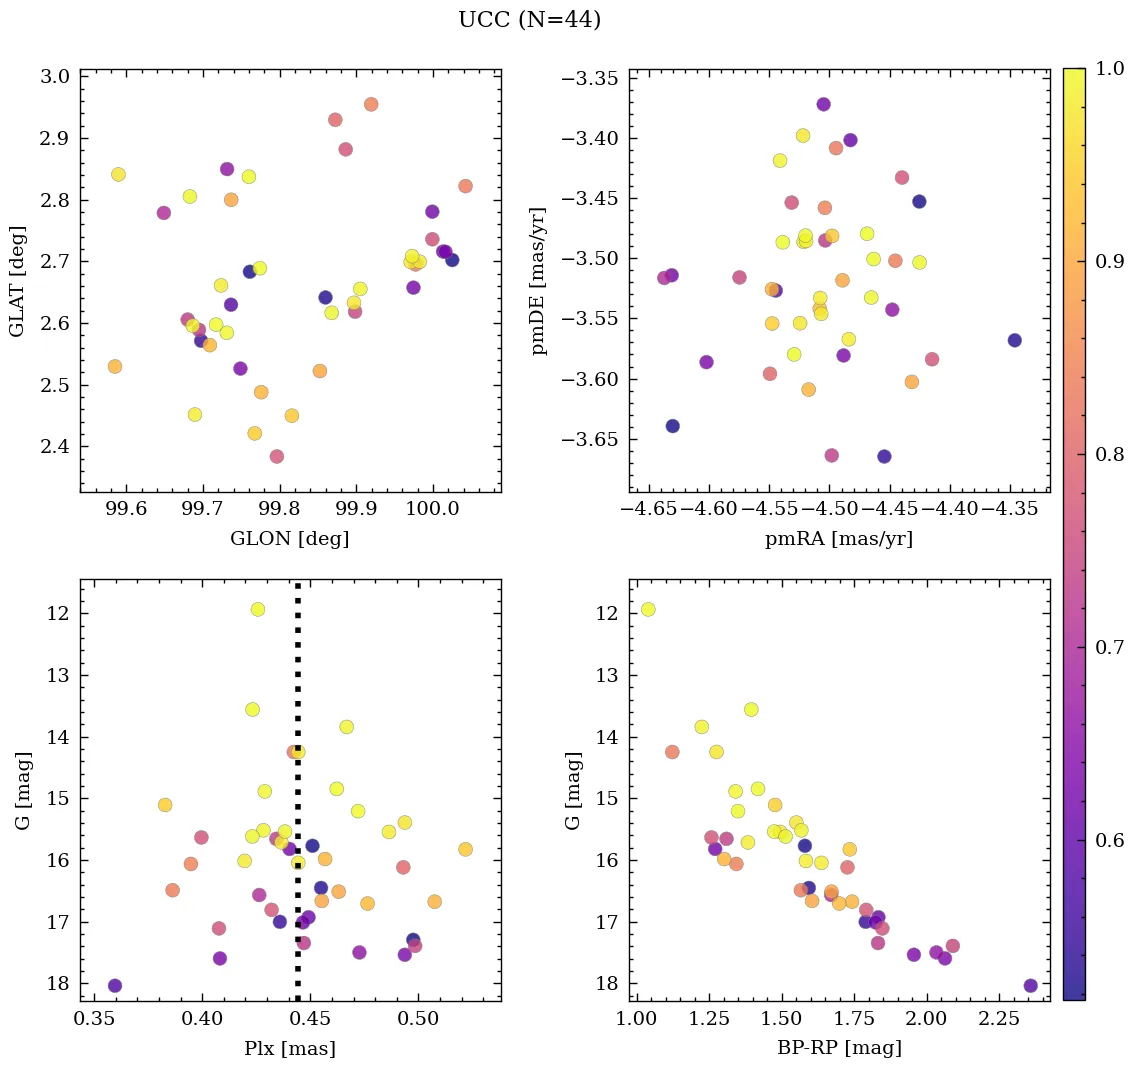 UCC (N=44)
3.0
2.9
2.8
2.7
2.6
2.5
2.4
GLAT [deg]
99.6 99.7 99.8 99.9 100.0
GLON [deg]
−3.35
−3.40
−3.45
−3.50
−3.55
−3.60
−3.65
pmDE [mas/yr]
−4.65 −4.60 −4.55 −4.50 −4.45 −4.40 −4.35
pmRA [mas/yr]
1.0
0.9
0.8
0.7
0.6
12
13
14
15
16
17
18
G [mag]
0.35 0.40 0.45 0.50
Plx [mas]
12
13
14
15
16
17
18
G [mag]
1.00 1.25 1.50 1.75 2.00 2.25
BP-RP [mag]